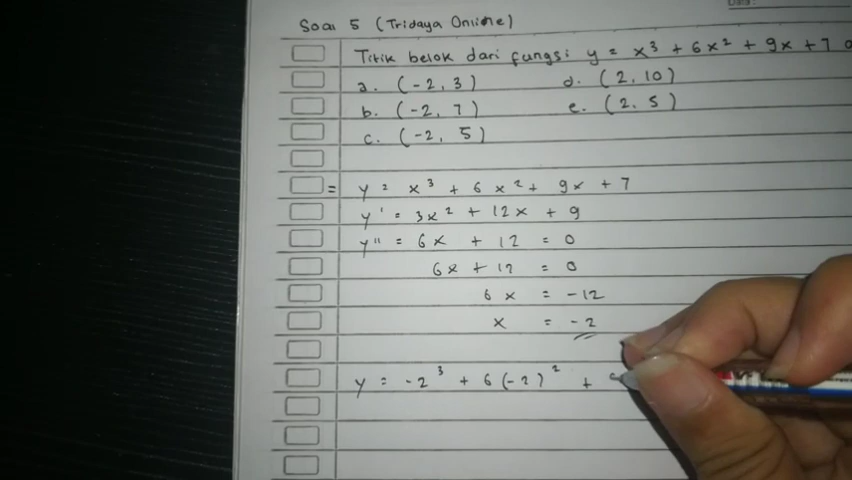 Soal 5 (Tridaya Online)
Titik belok dari fungsi y = x³ + 6x² + 9x + 7
a. (-2, 3) d. (2, 10)
b. (-2, 7) e. (2, 5)
c. (-2, 5)
= y = x³ + 6x² + 9x + 7
y' = 3x² + 12x + 9
y" = 6x + 12 = 0
6x + 12 = 0
6x = -12
x = -2
y = -2³ + 6(-2)² +